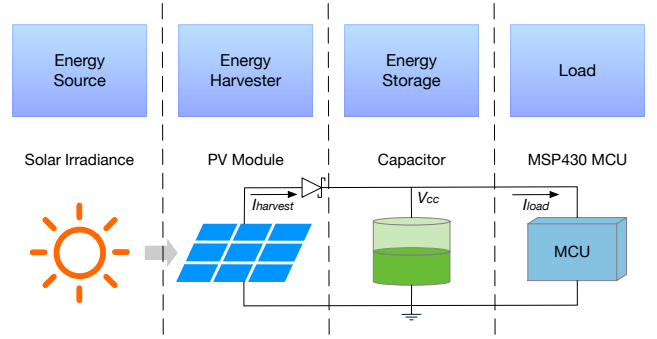 Energy
Source
Energy
Harvester
Energy
Storage
Load
Solar Irradiance
PV Module
Capacitor
MSP430 MCU
Iharvest
Vcc
Iload
MCU